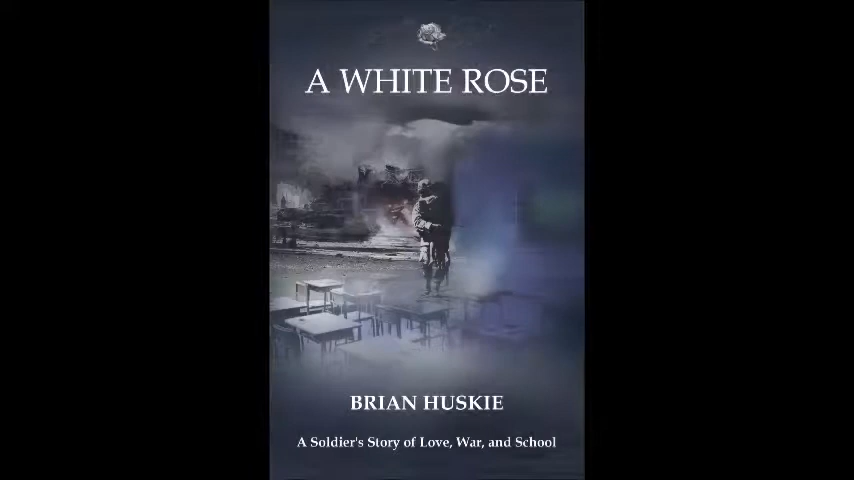 A WHITE ROSE
BRIAN HUSKIE
A Soldier's Story of Love, War, and School